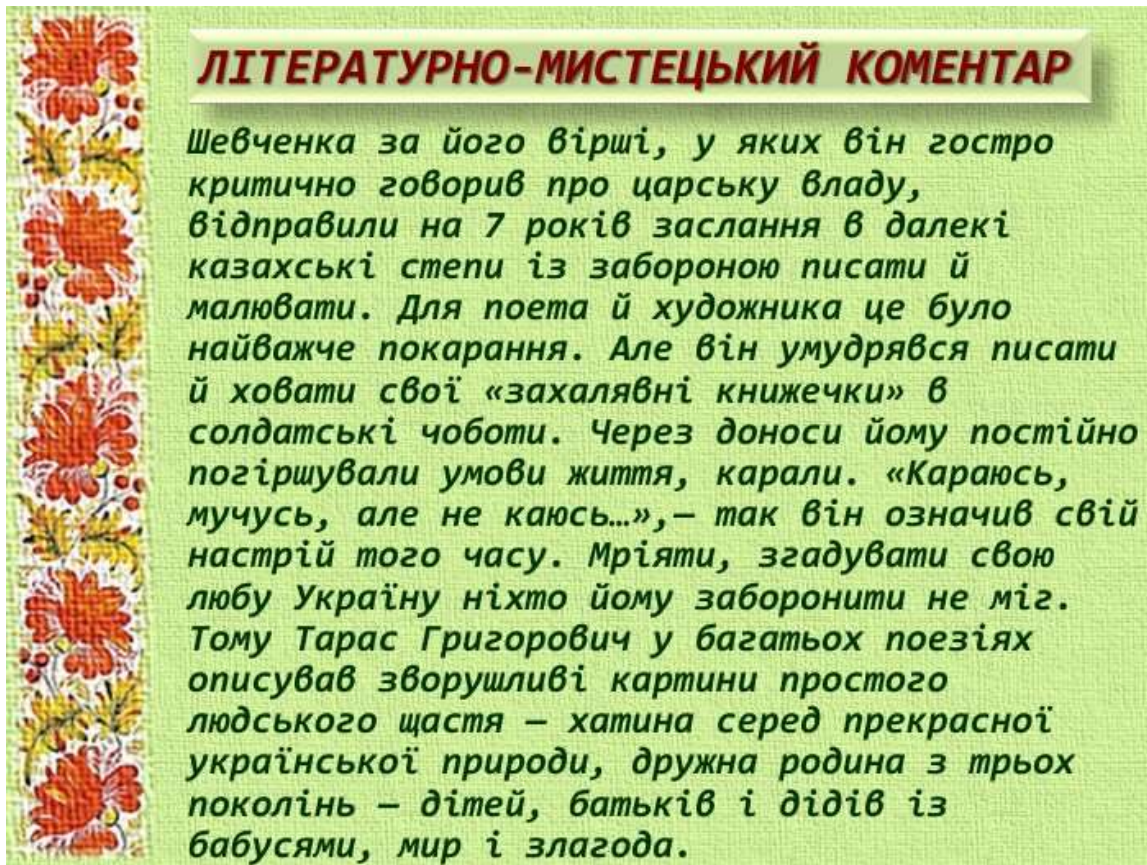 ЛІТЕРАТУРНО-МИСТЕЦЬКИЙ КОМЕНТАР
Шевченка за його вірші, у яких він гостро
критично говорив про царську владу,
відправили на 7 років заслання в далекі
казахські степи із забороною писати й
малювати. Для поета й художника це було
найважче покарання. Але він умудрявся писати
й ховати свої «захалявні книжечки» в
солдатські чоботи. Через доноси йому постійно
погіршували умови життя, карали. «Караюсь,
мучусь, але не каюсь…»,— так він означив свій
настрій того часу. Мріяти, згадувати свою
любу Україну ніхто йому заборонити не міг.
Тому Тарас Григорович у багатьох поезіях
описував зворушливі картини простого
людського щастя — хатина серед прекрасної
української природи, дружна родина з трьох
поколінь — дітей, батьків і дідів із
бабусями, мир і злагода.